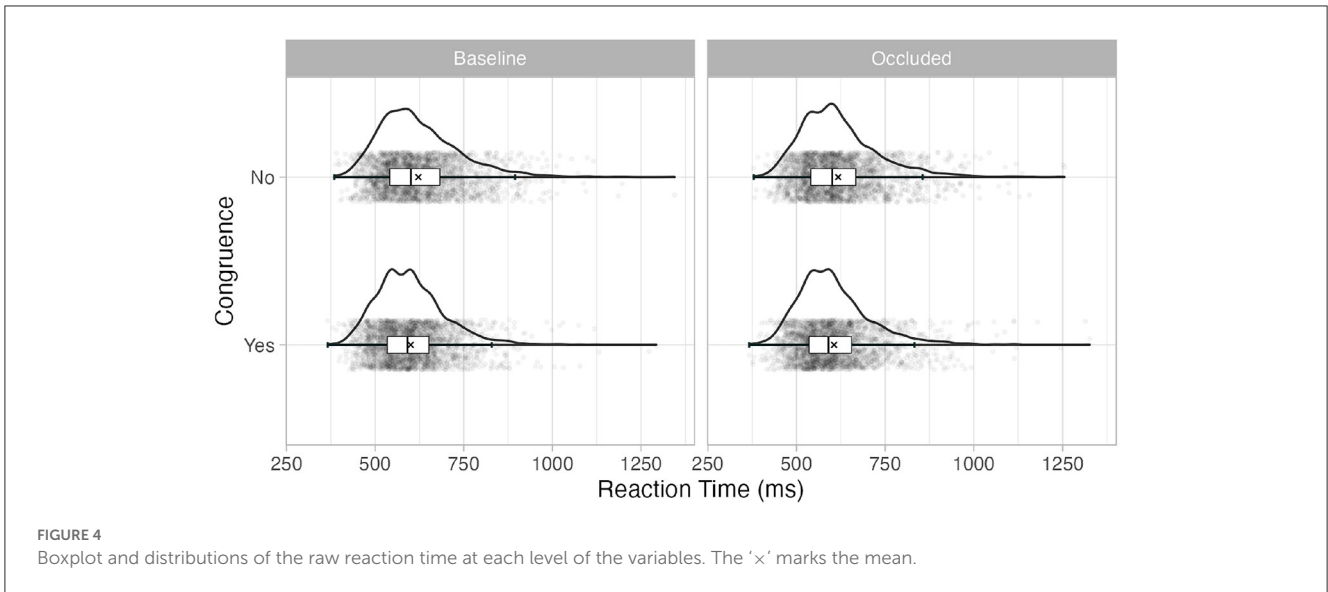 Baseline
Occluded
Congruence
No
Yes
250 500 750 1000 1250 250 500 750 1000 1250
Reaction Time (ms)
FIGURE 4
Boxplot and distributions of the raw reaction time at each level of the variables. The ‘×’ marks the mean.